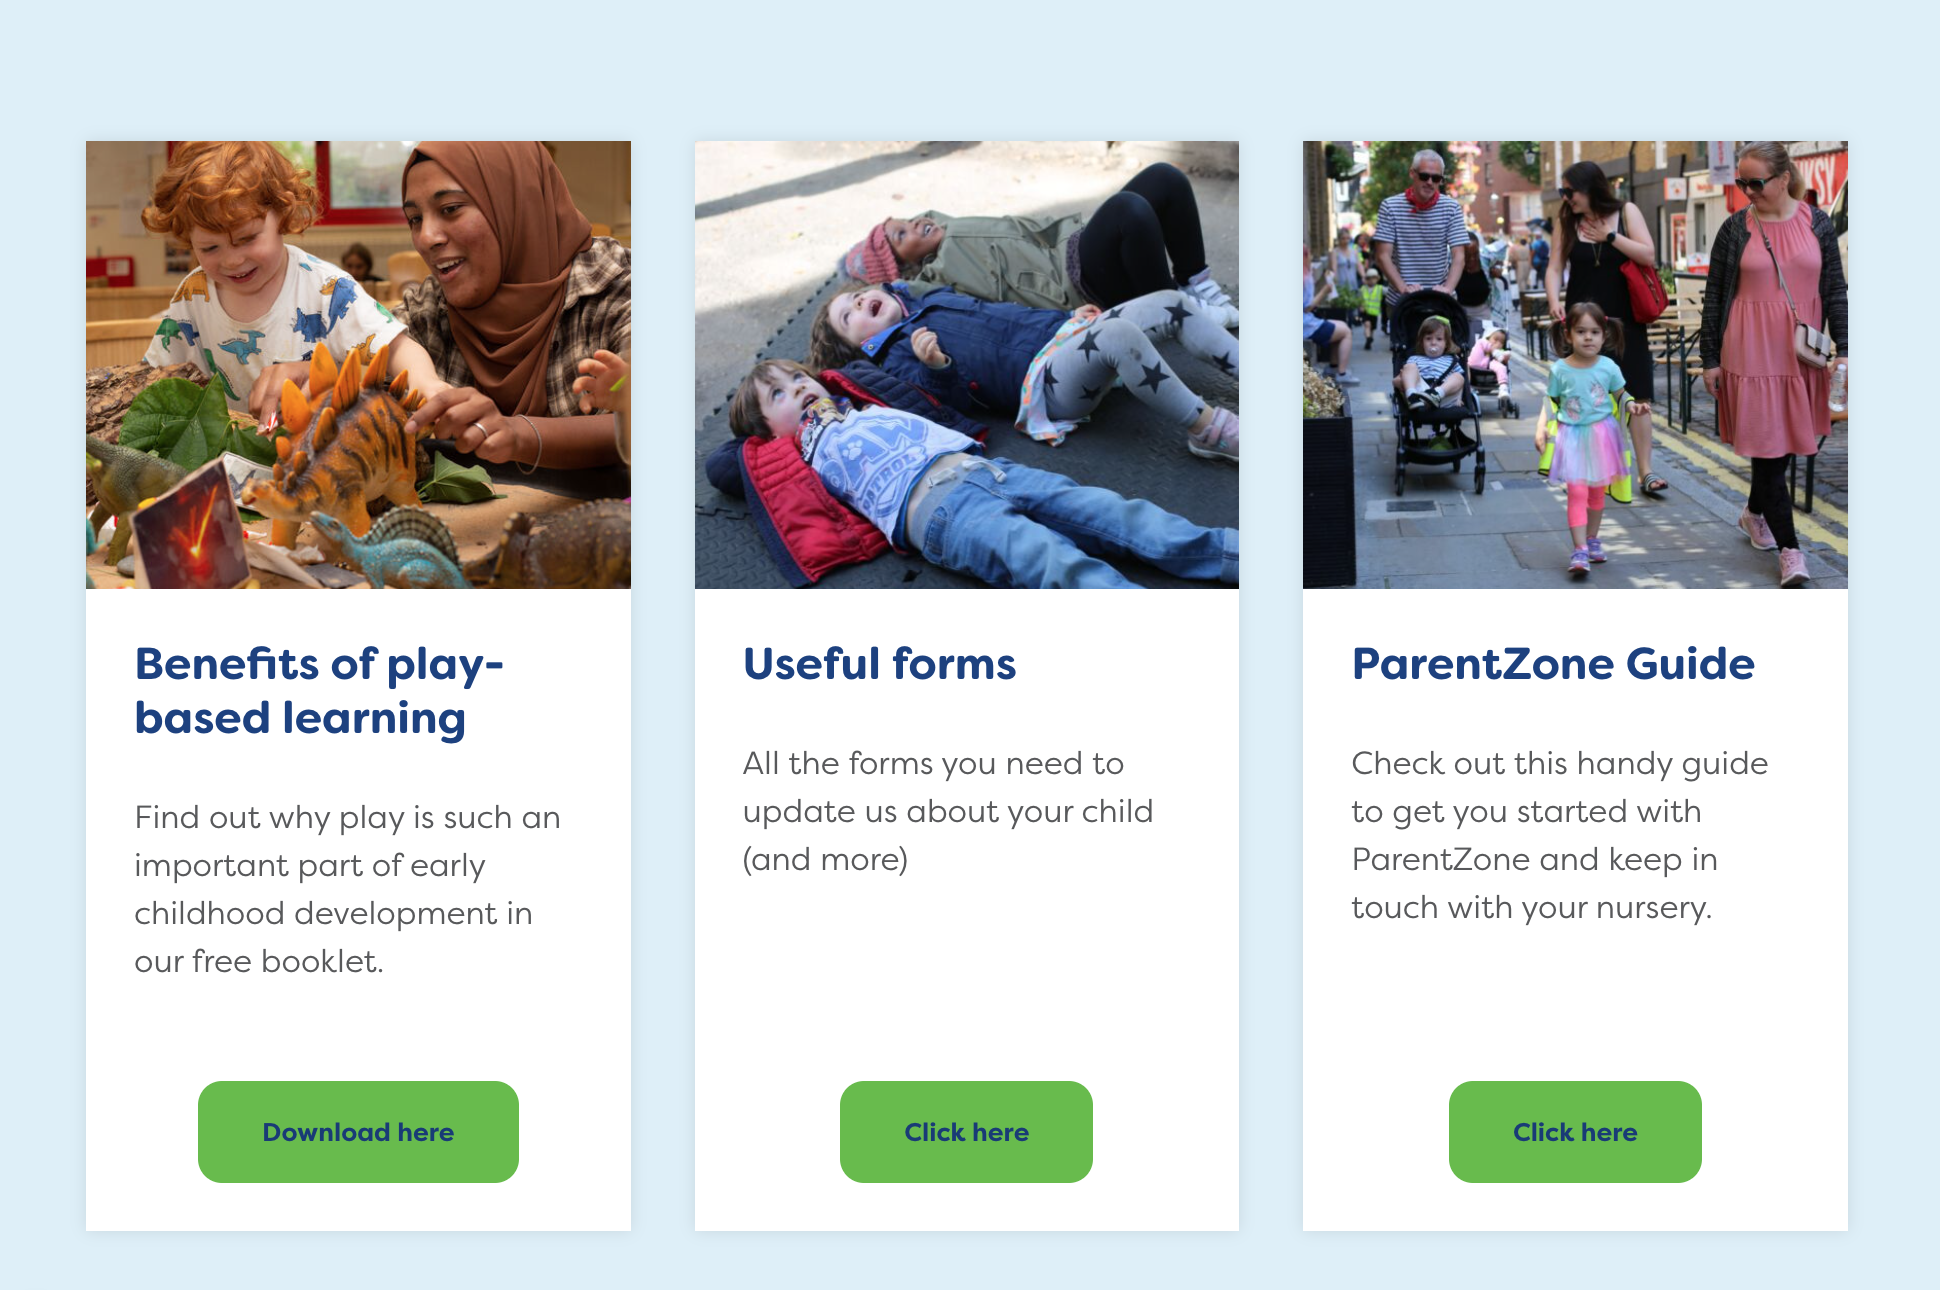 Benefits of play-
based learning
Find out why play is such an
important part of early
childhood development in
our free booklet.
Download here
PAW
PATROL
Useful forms
All the forms you need to
update us about your child
(and more)
Click here
KSY
ParentZone Guide
Check out this handy guide
to get you started with
ParentZone and keep in
touch with your nursery.
Click here